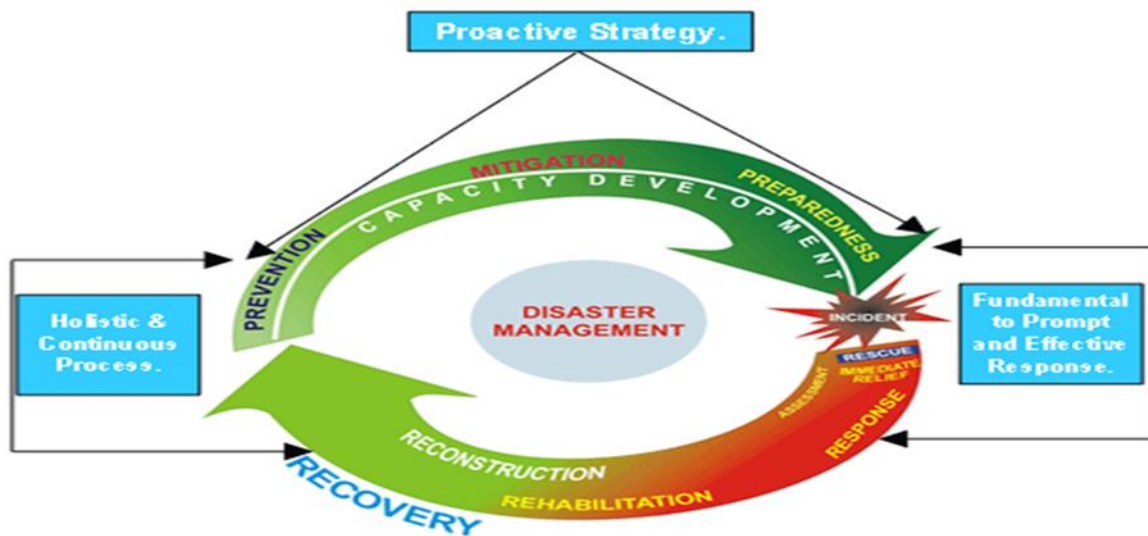 Proactive Strategy.
MITIGATION
CAPACITY DEVELOPMENT
PREPAREDNESS
PREVENTION
Holistic &
Continuous
Process.
DISASTER
MANAGEMENT
INCIDENT
Fundamental
to Prompt
and Effective
Response.
RESCUE
IMMEDIATE
RELIEF
ASSESSMENT
RESPONSE
RECONSTRUCTION
REHABILITATION
RECOVERY